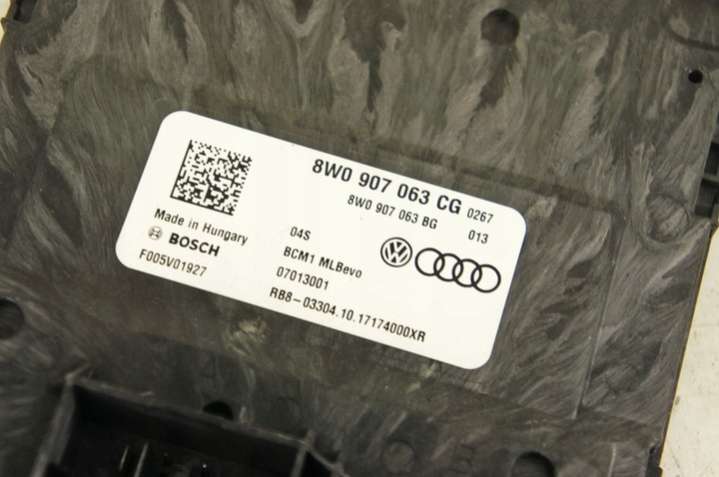 8W0 907 063 CG 0267
8W0 907 063 BG 013
Made in Hungary
BOSCH
F005V01927
04S
BCM1 MLBevo
07013001
RB8-03304.10.17174000XR